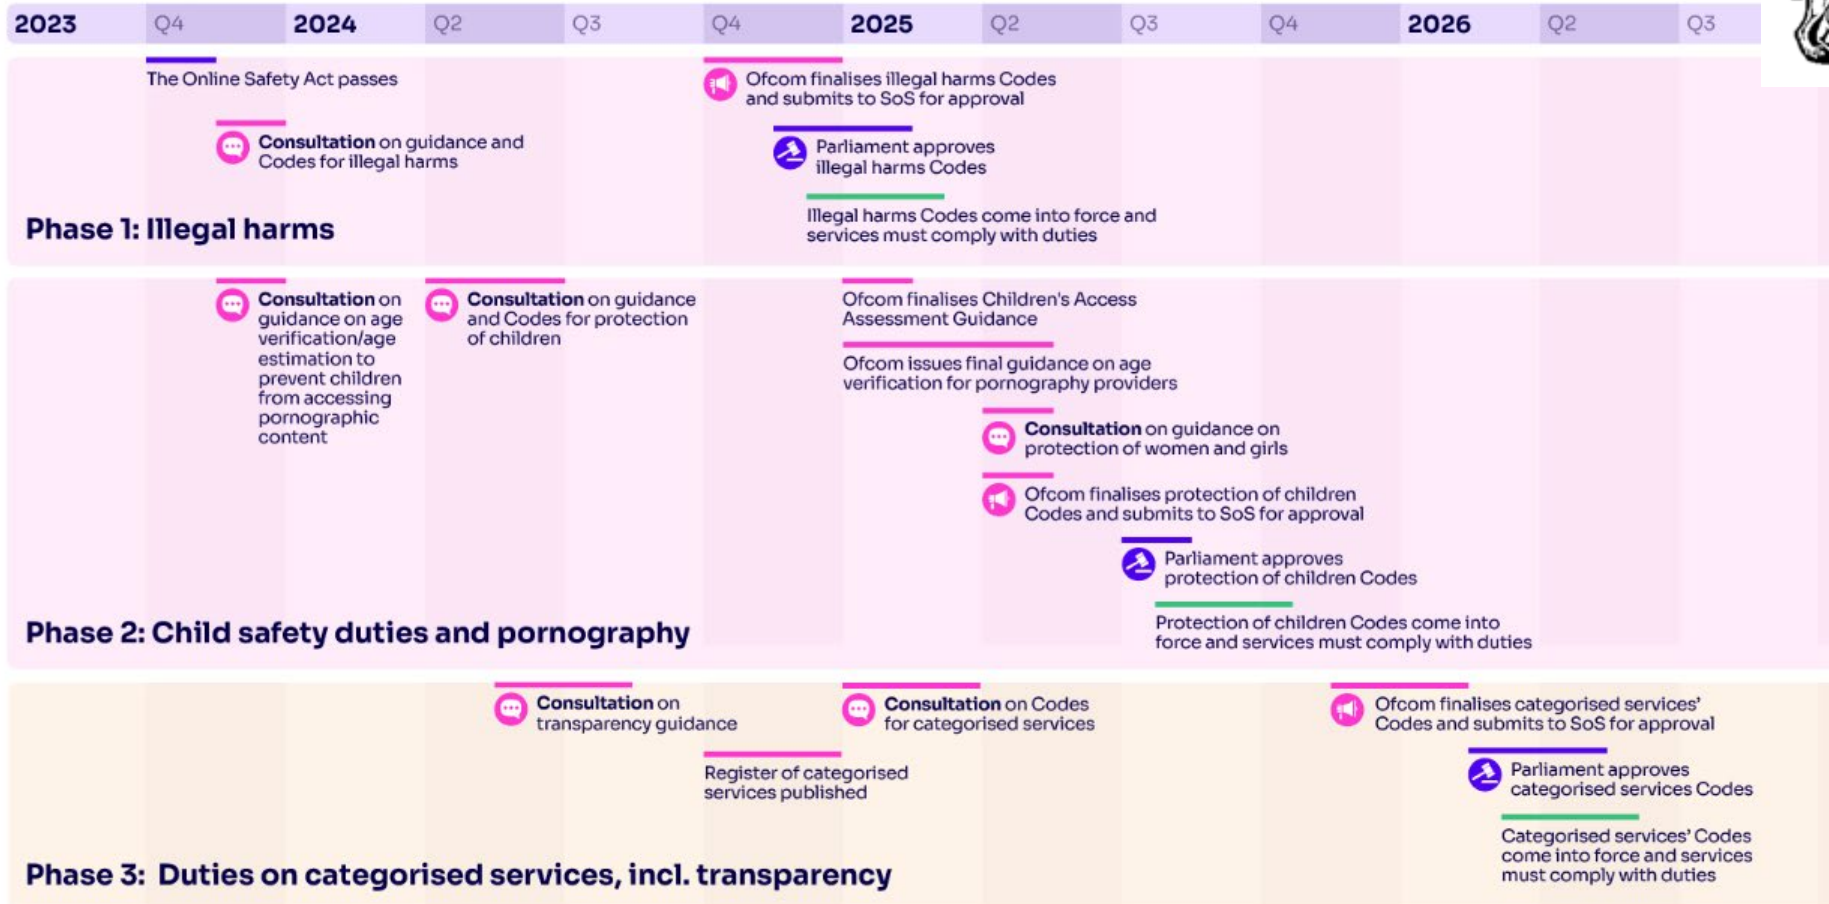 2023 Q4 2024 Q2 Q3 Q4 2025 Q2 Q3 Q4 2026 Q2 Q3
The Online Safety Act passes
Consultation on guidance and
Codes for illegal harms
Ofcom finalises illegal harms Codes
and submits to SoS for approval
Parliament approves
illegal harms Codes
Illegal harms Codes come into force and
services must comply with duties
Phase 1: Illegal harms
Consultation on
guidance on age
verification/age
estimation to
prevent children
from accessing
pornographic
content
Consultation on guidance
and Codes for protection
of children
Ofcom finalises Children's Access
Assessment Guidance
Ofcom issues final guidance on age
verification for pornography providers
Consultation on guidance on
protection of women and girls
Ofcom finalises protection of children
Codes and submits to SoS for approval
Parliament approves
protection of children Codes
Protection of children Codes come into
force and services must comply with duties
Phase 2: Child safety duties and pornography
Consultation on
transparency guidance
Register of categorised
services published
Consultation on Codes
for categorised services
Ofcom finalises categorised services’
Codes and submits to SoS for approval
Parliament approves
categorised services Codes
Categorised services’ Codes
come into force and services
must comply with duties
Phase 3: Duties on categorised services, incl. transparency